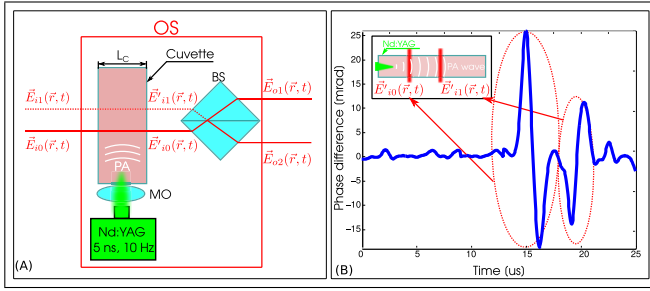 OS
L_C
Cuvette
BS
E⃗_i1(r⃗,t)
E⃗'_i1(r⃗,t)
E⃗_o1(r⃗,t)
E⃗_i0(r⃗,t)
E⃗'_i0(r⃗,t)
E⃗_o2(r⃗,t)
PA
MO
Nd:YAG
5 ns, 10 Hz
(A)
Phase difference (mrad)
25
20
15
10
5
0
-5
-10
-15
0
5
10
15
20
25
Time [us]
(B)
Nd:YAG
PA wave
E⃗'_i0(r⃗,t)
E⃗'_i1(r⃗,t)